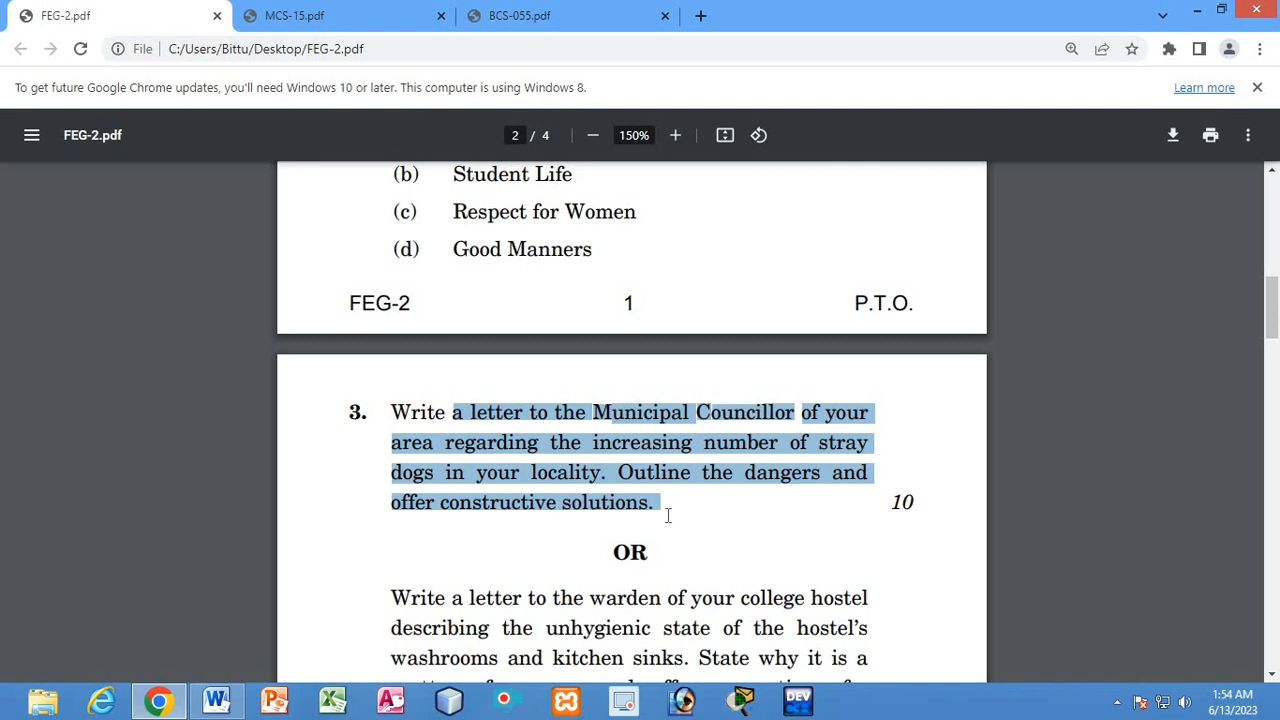 FEG-2.pdf
MCS-15.pdf
BCS-055.pdf
File
C:/Users/Bittu/Desktop/FEG-2.pdf
To get future Google Chrome updates, you'll need Windows 10 or later. This computer is using Windows 8.
Learn more
FEG-2.pdf
2 / 4
150%
(b) Student Life
(c) Respect for Women
(d) Good Manners
FEG-2 1 P.T.O.
3. Write a letter to the Municipal Councillor of your
area regarding the increasing number of stray
dogs in your locality. Outline the dangers and
offer constructive solutions. 10
OR
Write a letter to the warden of your college hostel
describing the unhygienic state of the hostel's
washrooms and kitchen sinks. State why it is a
DEV
1:54 AM
6/13/2023